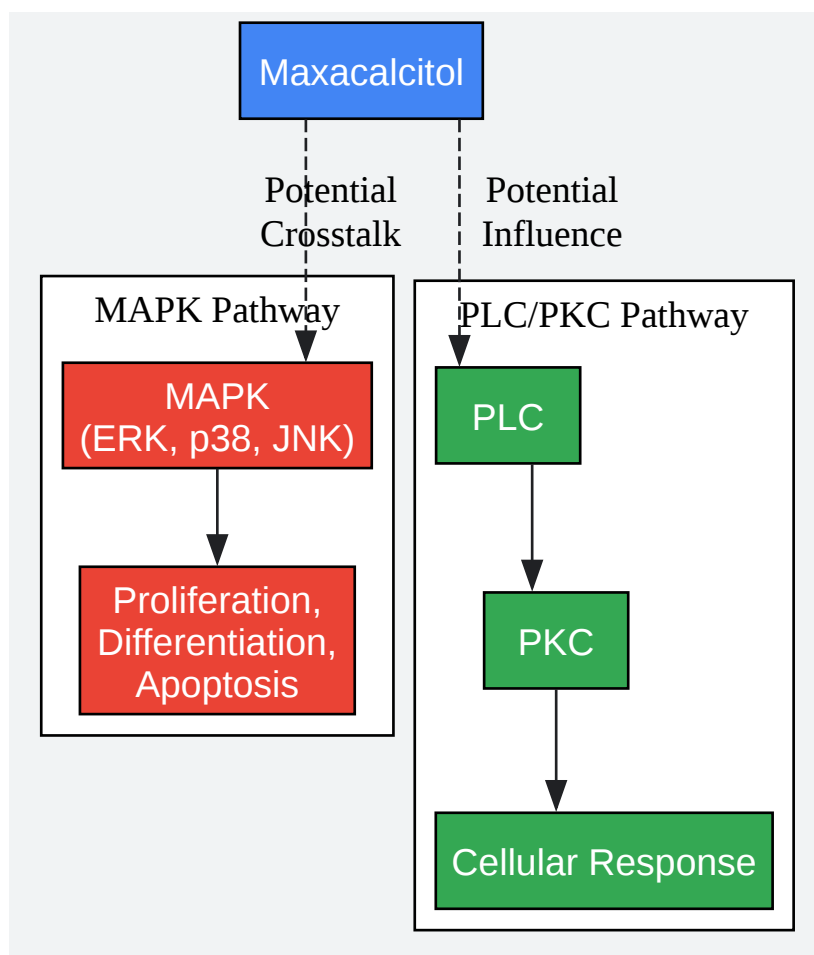 Maxacalcitol
Potential
Crosstalk
Potential
Influence
MAPK Pathway
MAPK
(ERK, p38, JNK)
Proliferation,
Differentiation,
Apoptosis
PLC/PKC Pathway
PLC
PKC
Cellular Response